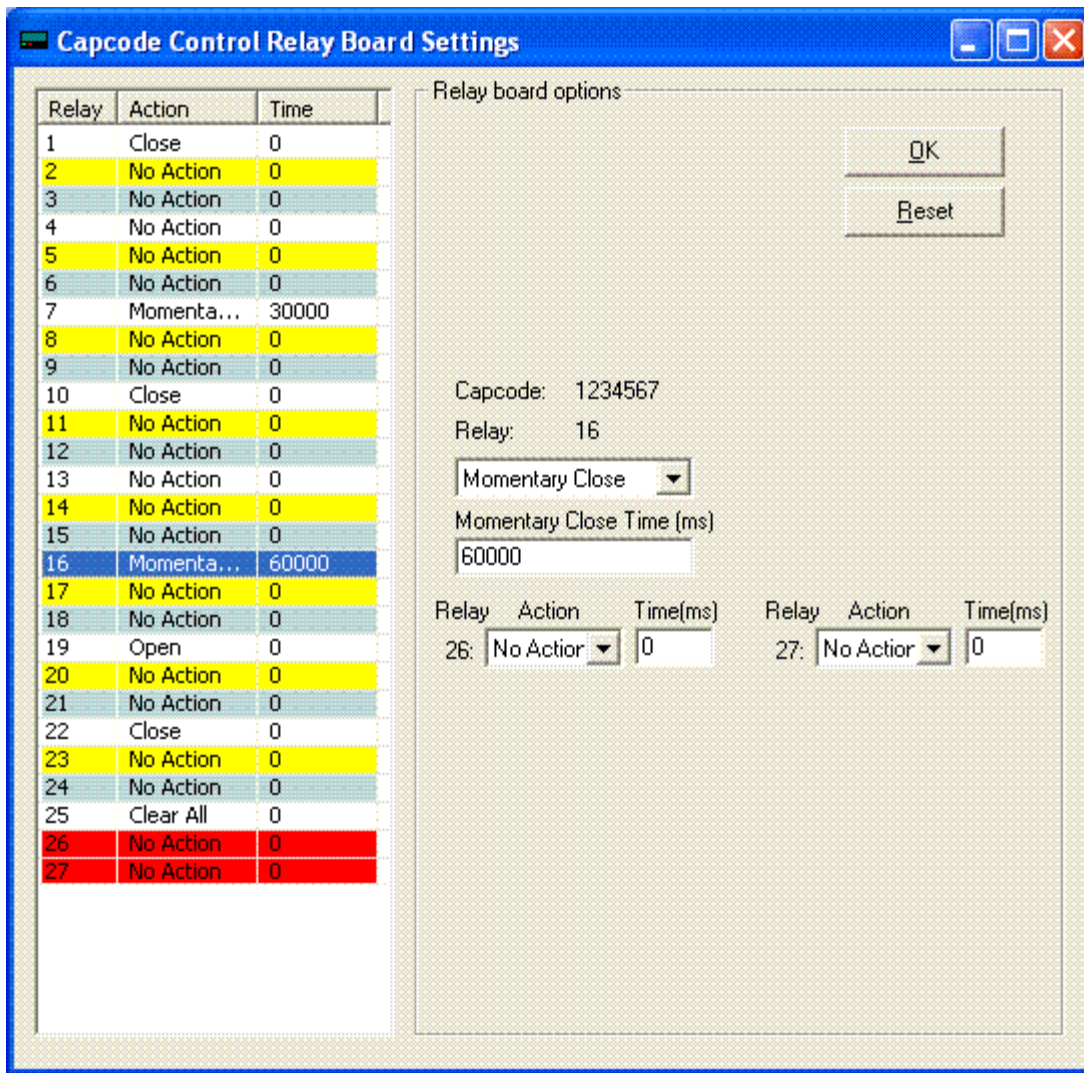 Capcode Control Relay Board Settings
Relay Action Time
1 Close 0
2 No Action 0
3 No Action 0
4 No Action 0
5 No Action 0
6 No Action 0
7 Momenta... 30000
8 No Action 0
9 No Action 0
10 Close 0
11 No Action 0
12 No Action 0
13 No Action 0
14 No Action 0
15 No Action 0
16 Momenta... 60000
17 No Action 0
18 No Action 0
19 Open 0
20 No Action 0
21 No Action 0
22 Close 0
23 No Action 0
24 No Action 0
25 Clear All 0
26 No Action 0
27 No Action 0
Relay board options
OK
Reset
Capcode: 1234567
Relay: 16
Momentary Close
Momentary Close Time (ms)
60000
Relay Action Time(ms) Relay Action Time(ms)
26: No Action 0 27: No Action 0